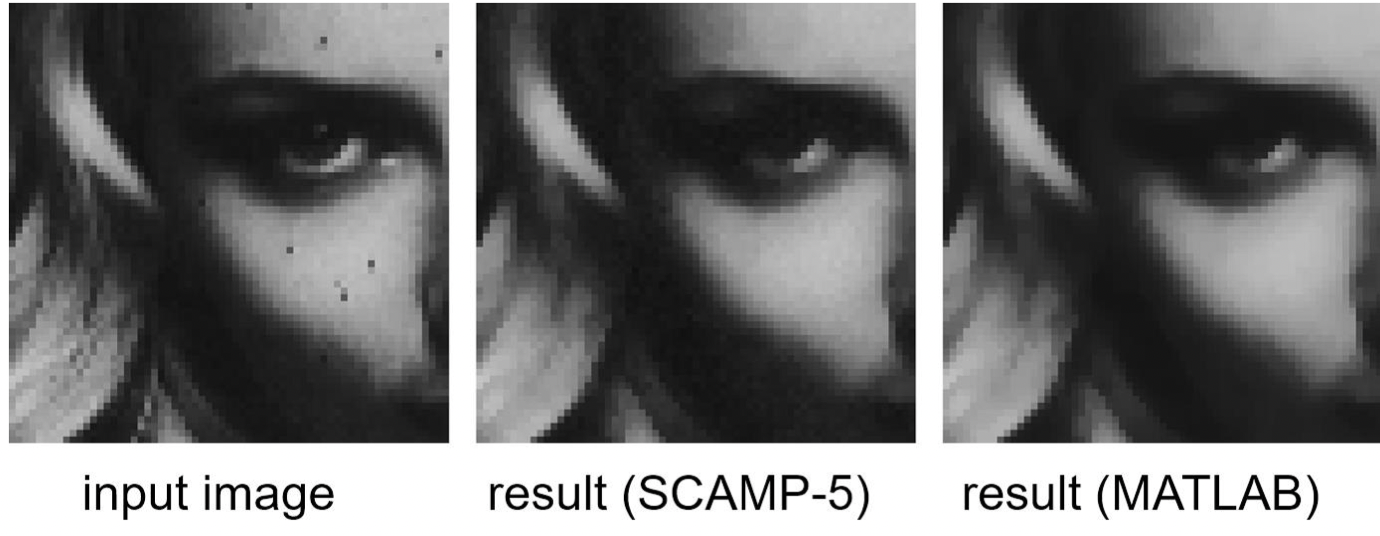 input image
result (SCAMP-5)
result (MATLAB)